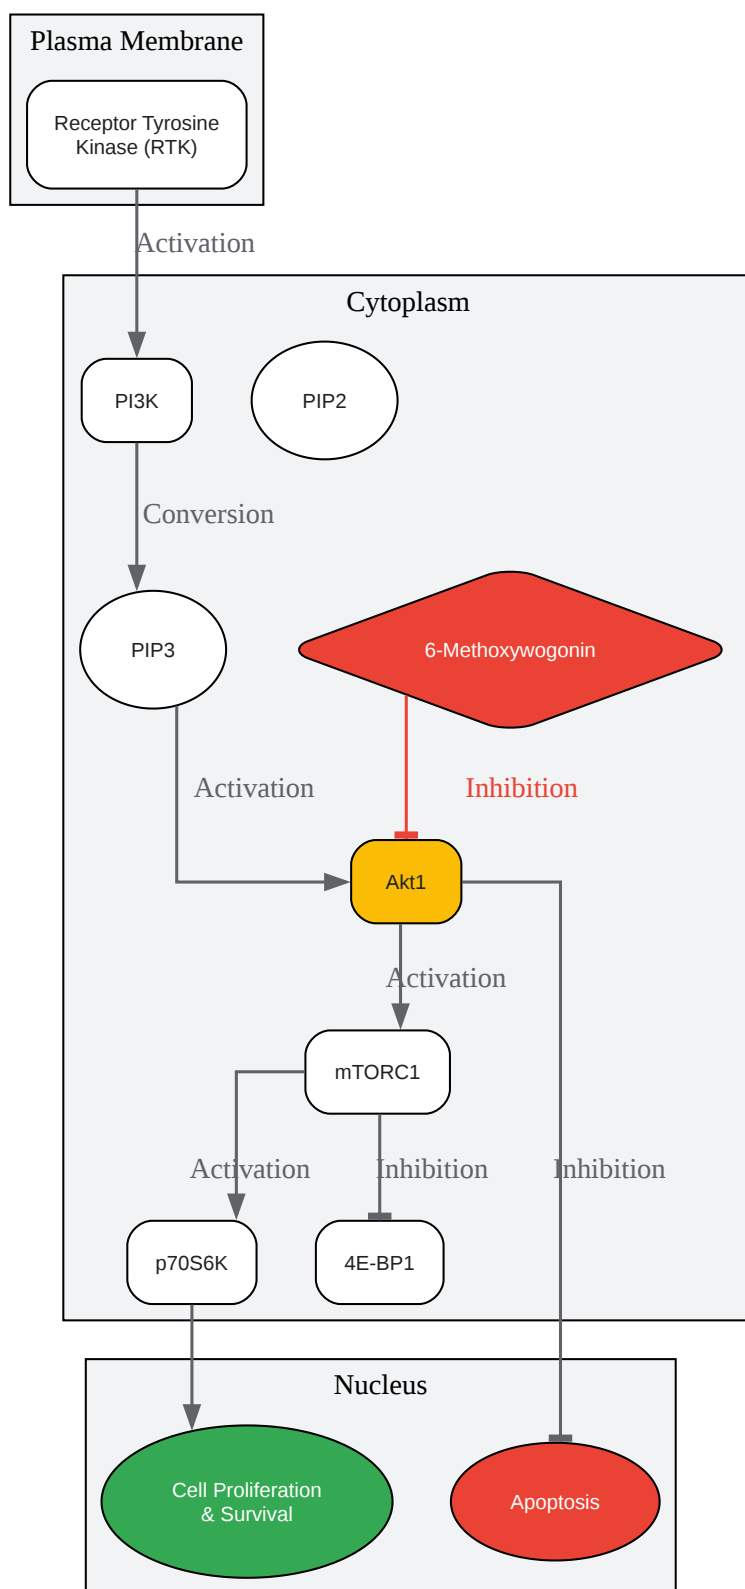 Plasma Membrane
Receptor Tyrosine
Kinase (RTK)
Activation
Cytoplasm
PI3K
PIP2
Conversion
PIP3
6-Methoxywogonin
Activation
Inhibition
Akt1
Activation
mTORC1
Activation
Inhibition
Inhibition
p70S6K
4E-BP1
Nucleus
Cell Proliferation
& Survival
Apoptosis